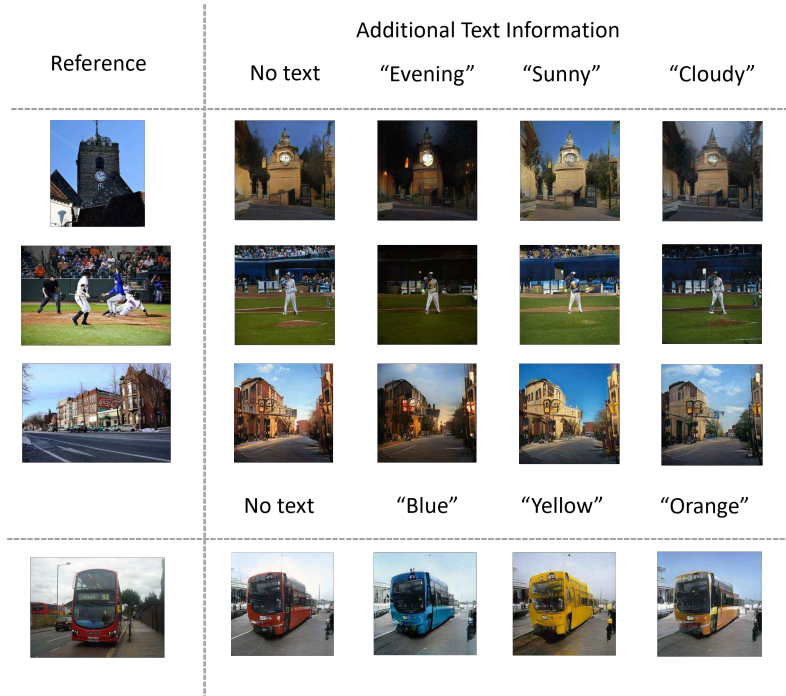 Additional Text Information
Reference
No text “Evening” “Sunny” “Cloudy”
No text “Blue” “Yellow” “Orange”